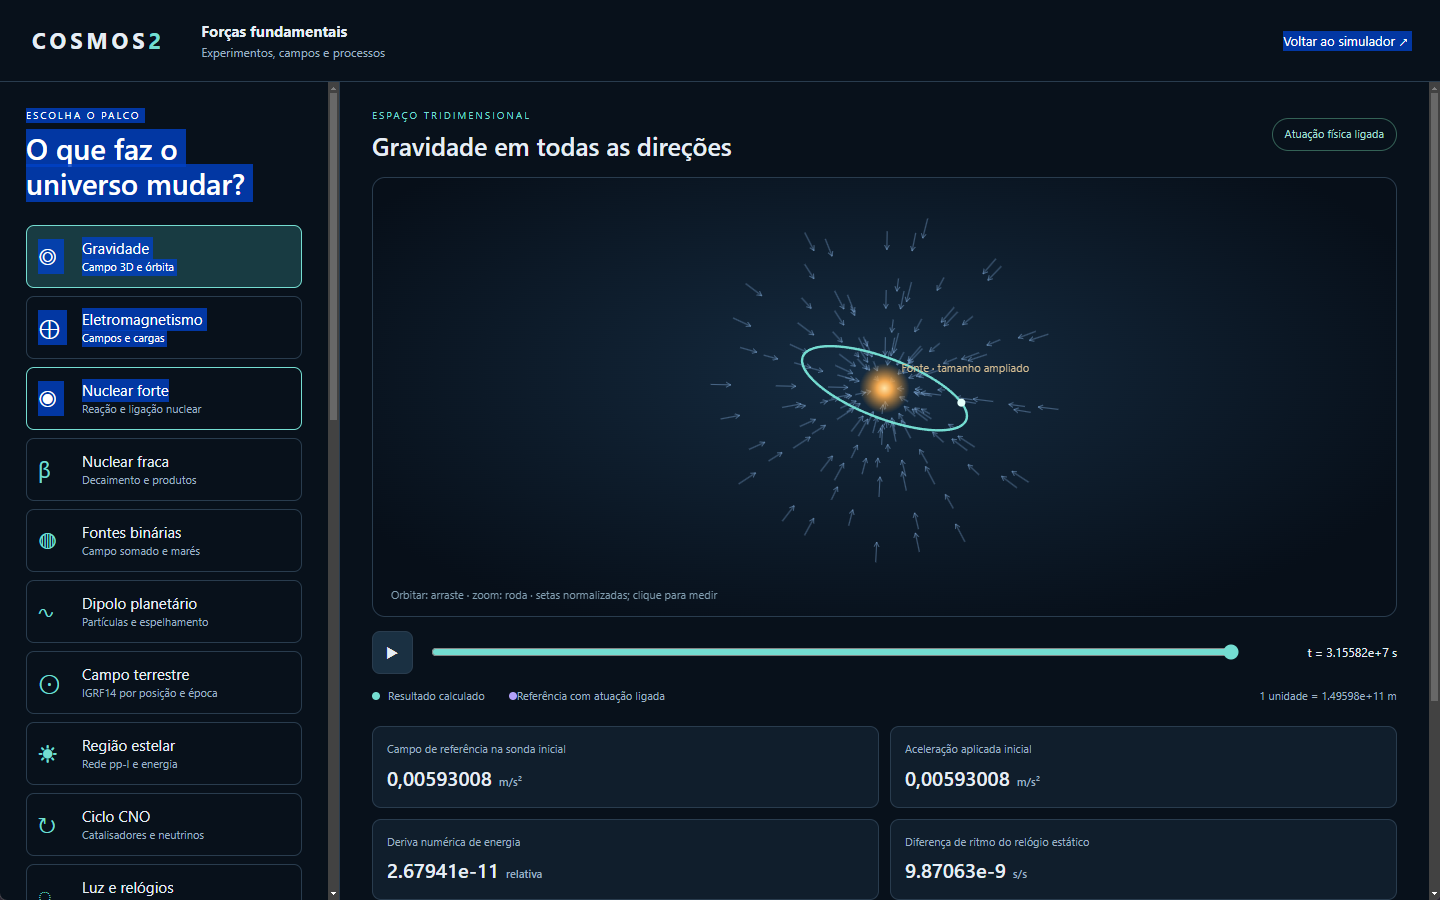 COSMOS2
Forças fundamentais
Experimentos, campos e processos
Voltar ao simulador ↗
ESCOLHA O PALCO
O que faz o
universo mudar?
Gravidade
Campo 3D e órbita
Eletromagnetismo
Campos e cargas
Nuclear forte
Reação e ligação nuclear
β
Nuclear fraca
Decaimento e produtos
Fontes binárias
Campo somado e marés
Dipolo planetário
Partículas e espelhamento
Campo terrestre
IGRF14 por posição e época
Região estelar
Rede pp-I e energia
Ciclo CNO
Catalisadores e neutrinos
Luz e relógios
ESPAÇO TRIDIMENSIONAL
Gravidade em todas as direções
Atuação física ligada
Fonte · tamanho ampliado
Orbitar: arraste · zoom: roda · setas normalizadas; clique para medir
t = 3.15582e+7 s
Resultado calculado
Referência com atuação ligada
1 unidade = 1.49598e+11 m
Campo de referência na sonda inicial
0,00593008 m/s²
Aceleração aplicada inicial
0,00593008 m/s²
Deriva numérica de energia
2.67941e-11 relativa
Diferença de ritmo do relógio estático
9.87063e-9 s/s